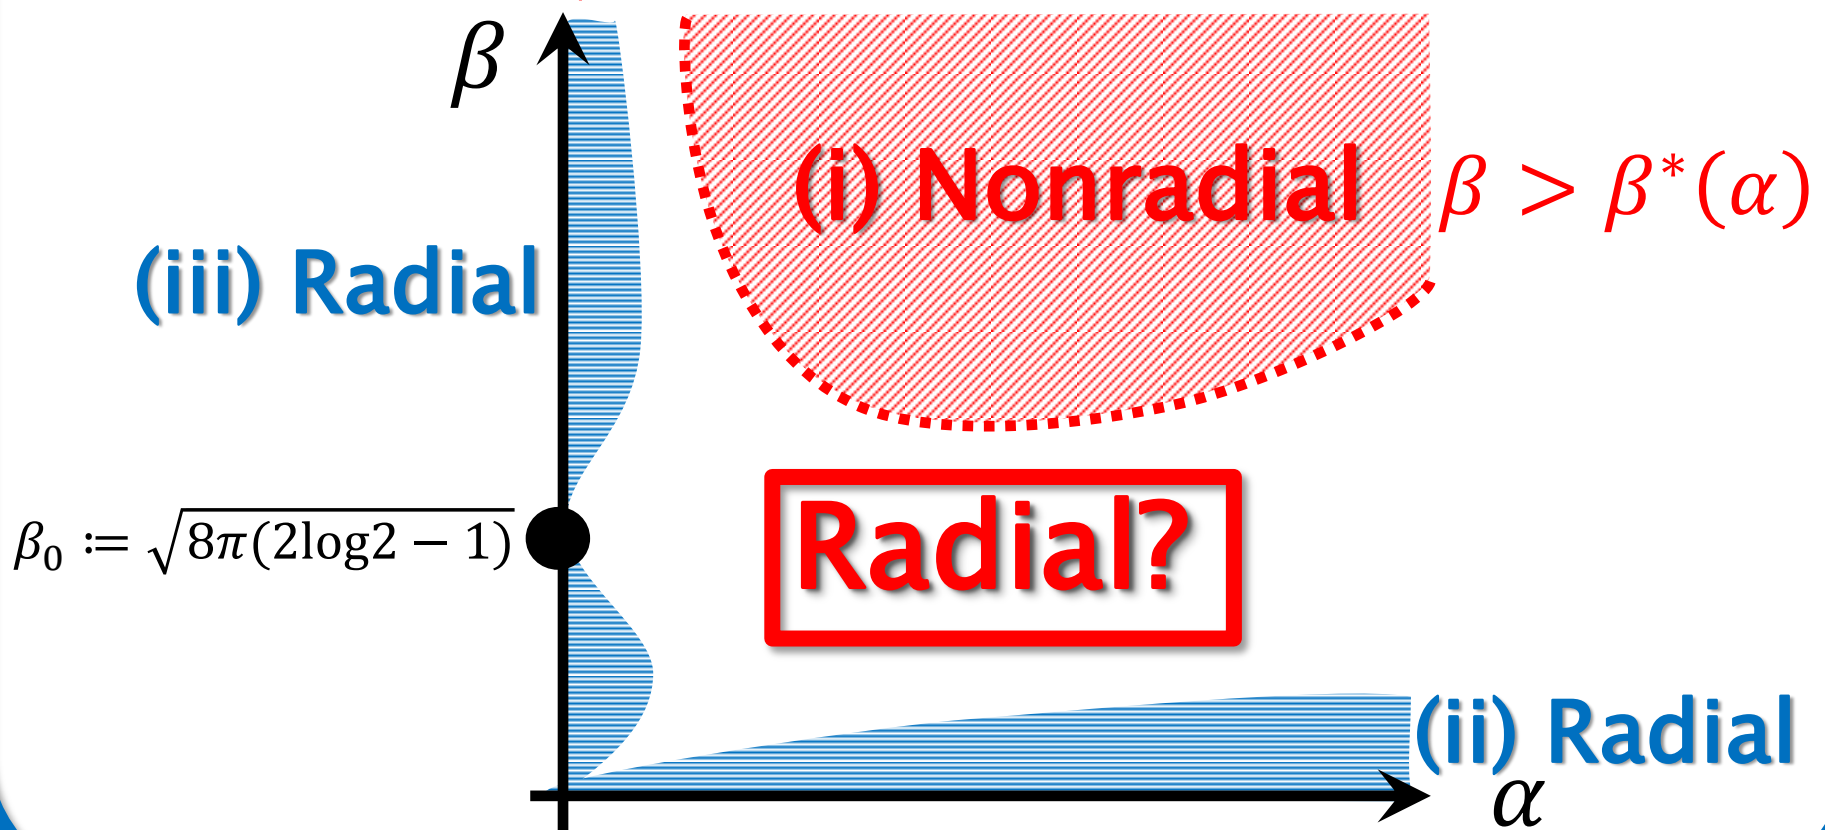 β
(i) Nonradial
β > β*(α)
(iii) Radial
β₀ ≔ √8π(2log2 − 1)
Radial?
(ii) Radial
α